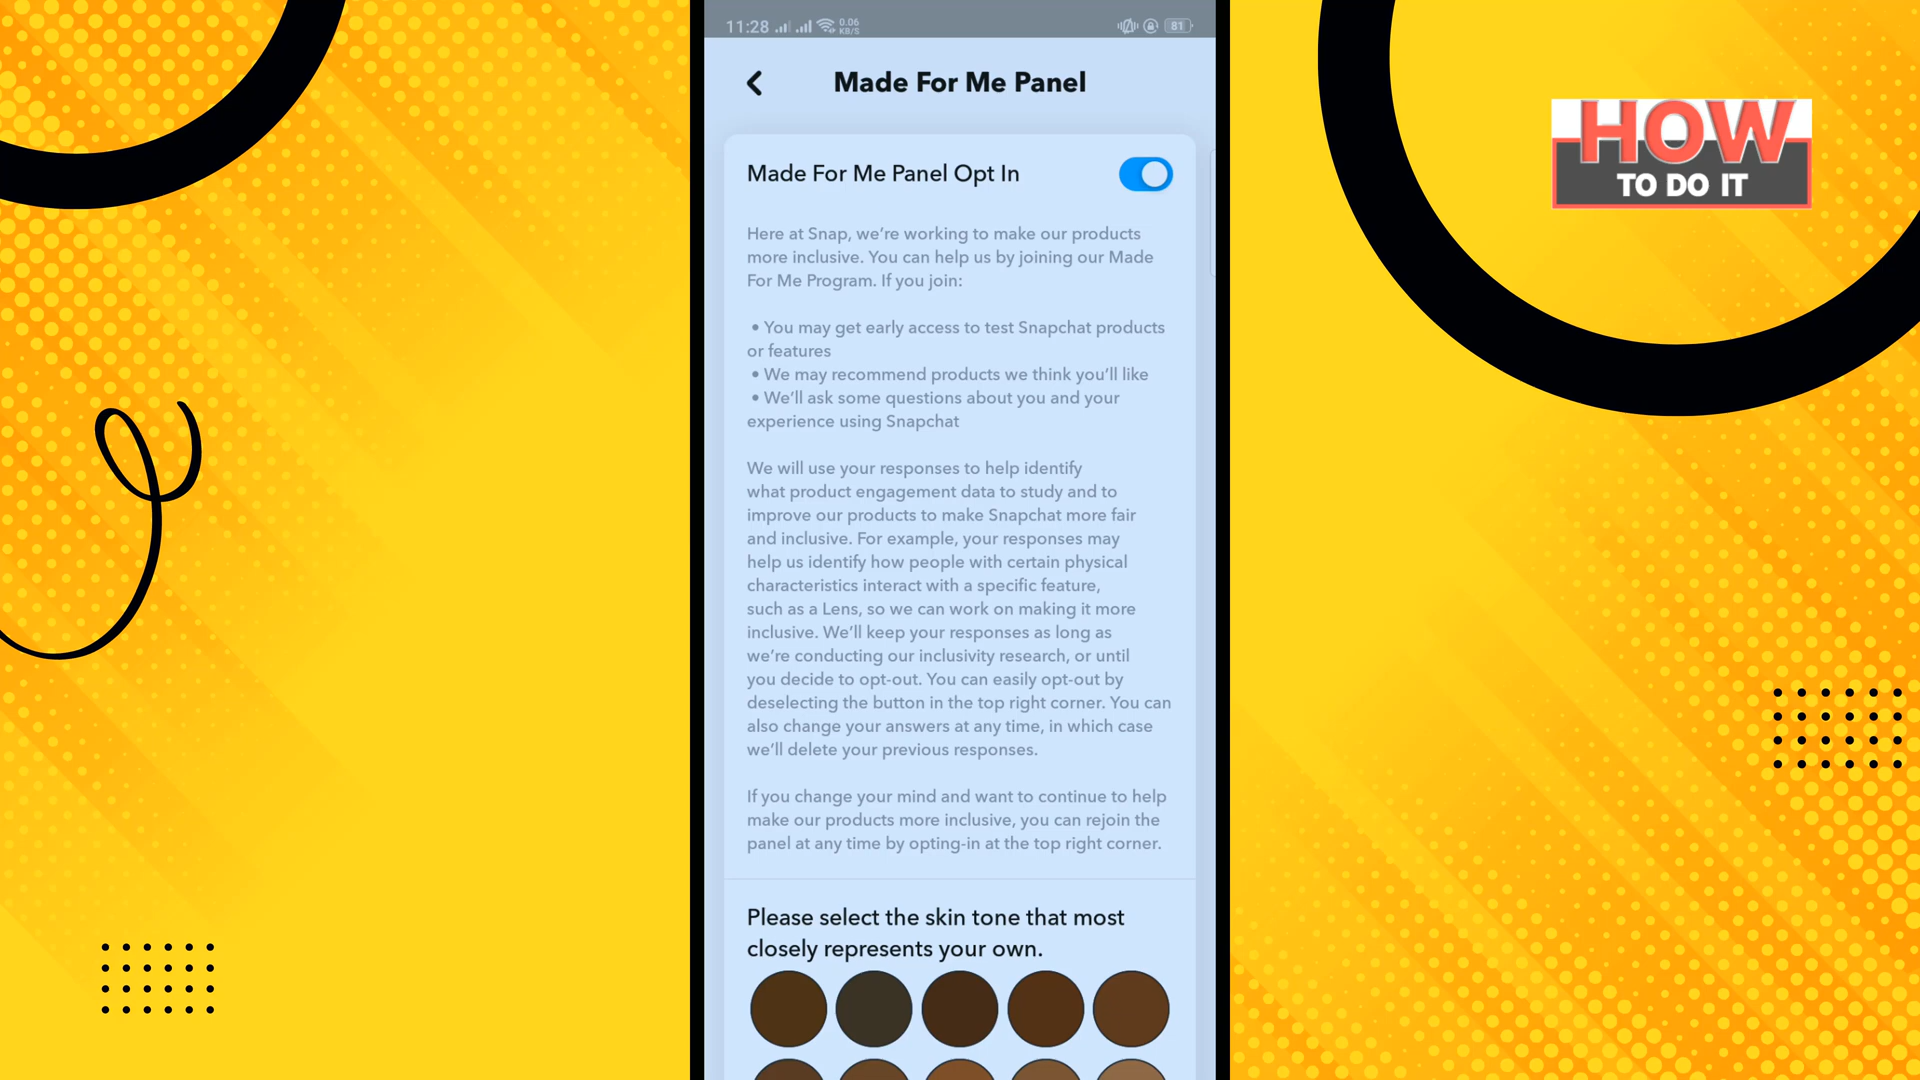 11:28
0.06
KB/S
81
Made For Me Panel
HOW
TO DO IT
Made For Me Panel Opt In
Here at Snap, we’re working to make our products
more inclusive. You can help us by joining our Made
For Me Program. If you join:
• You may get early access to test Snapchat products
or features
• We may recommend products we think you’ll like
• We’ll ask some questions about you and your
experience using Snapchat
We will use your responses to help identify
what product engagement data to study and to
improve our products to make Snapchat more fair
and inclusive. For example, your responses may
help us identify how people with certain physical
characteristics interact with a specific feature,
such as a Lens, so we can work on making it more
inclusive. We’ll keep your responses as long as
we’re conducting our inclusivity research, or until
you decide to opt-out. You can easily opt-out by
deselecting the button in the top right corner. You can
also change your answers at any time, in which case
we’ll delete your previous responses.
If you change your mind and want to continue to help
make our products more inclusive, you can rejoin the
panel at any time by opting-in at the top right corner.
Please select the skin tone that most
closely represents your own.